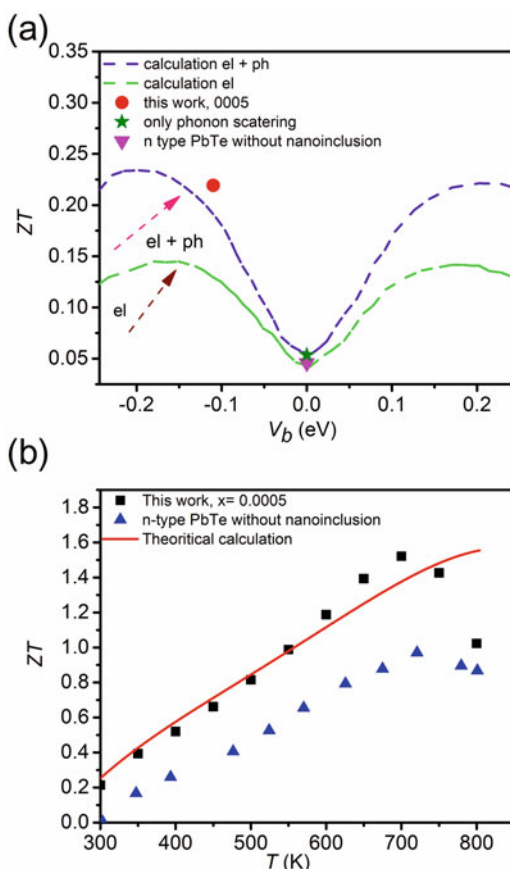 (a)
0.35
0.30
0.25
0.20
0.15
0.10
0.05
ZT
calculation el + ph
calculation el
this work, 0005
only phonon scatering
n type PbTe without nanoinclusion
el + ph
el
-0.2 -0.1 0.0 0.1 0.2
V_b (eV)
(b)
1.8
1.6
1.4
1.2
1.0
0.8
0.6
0.4
0.2
0.0
ZT
This work, x= 0.0005
n-type PbTe without nanoinclusion
Theoritical calculation
300 400 500 600 700 800
T (K)